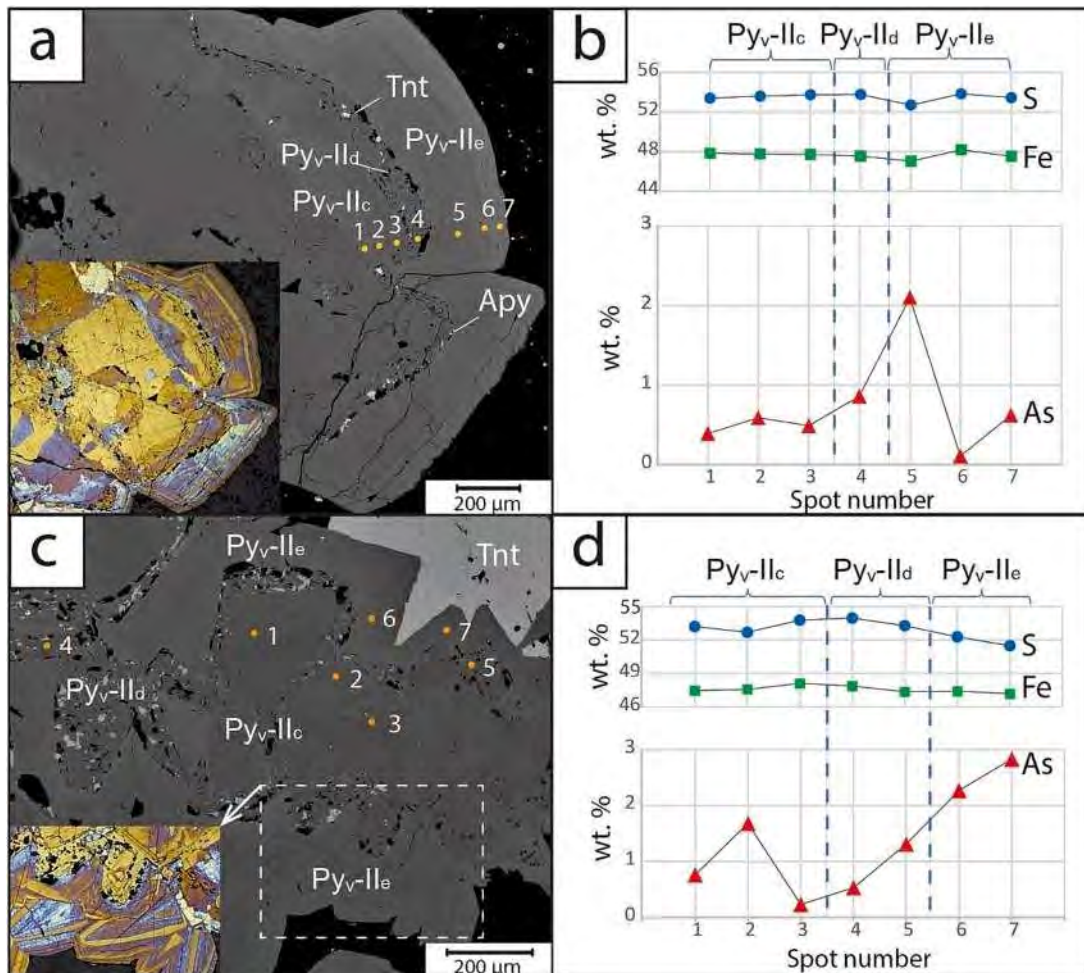 a
Tnt
Pyv-IId
Pyv-IIe
Pyv-IIc
1 2 3 4 5 6 7
Apy
200 µm
b
Pyv-IIc Pyv-IId Pyv-IIe
56
52
48
44
wt. %
S
Fe
3
2
1
0
wt. %
As
1 2 3 4 5 6 7
Spot number
c
Pyv-IIe
Tnt
6
1
7
4
5
2
Pyv-IId
3
Pyv-IIc
Pyv-IIe
200 µm
d
Pyv-IIc Pyv-IId Pyv-IIe
55
52
49
46
wt. %
S
Fe
3
2
1
0
wt. %
As
1 2 3 4 5 6 7
Spot number